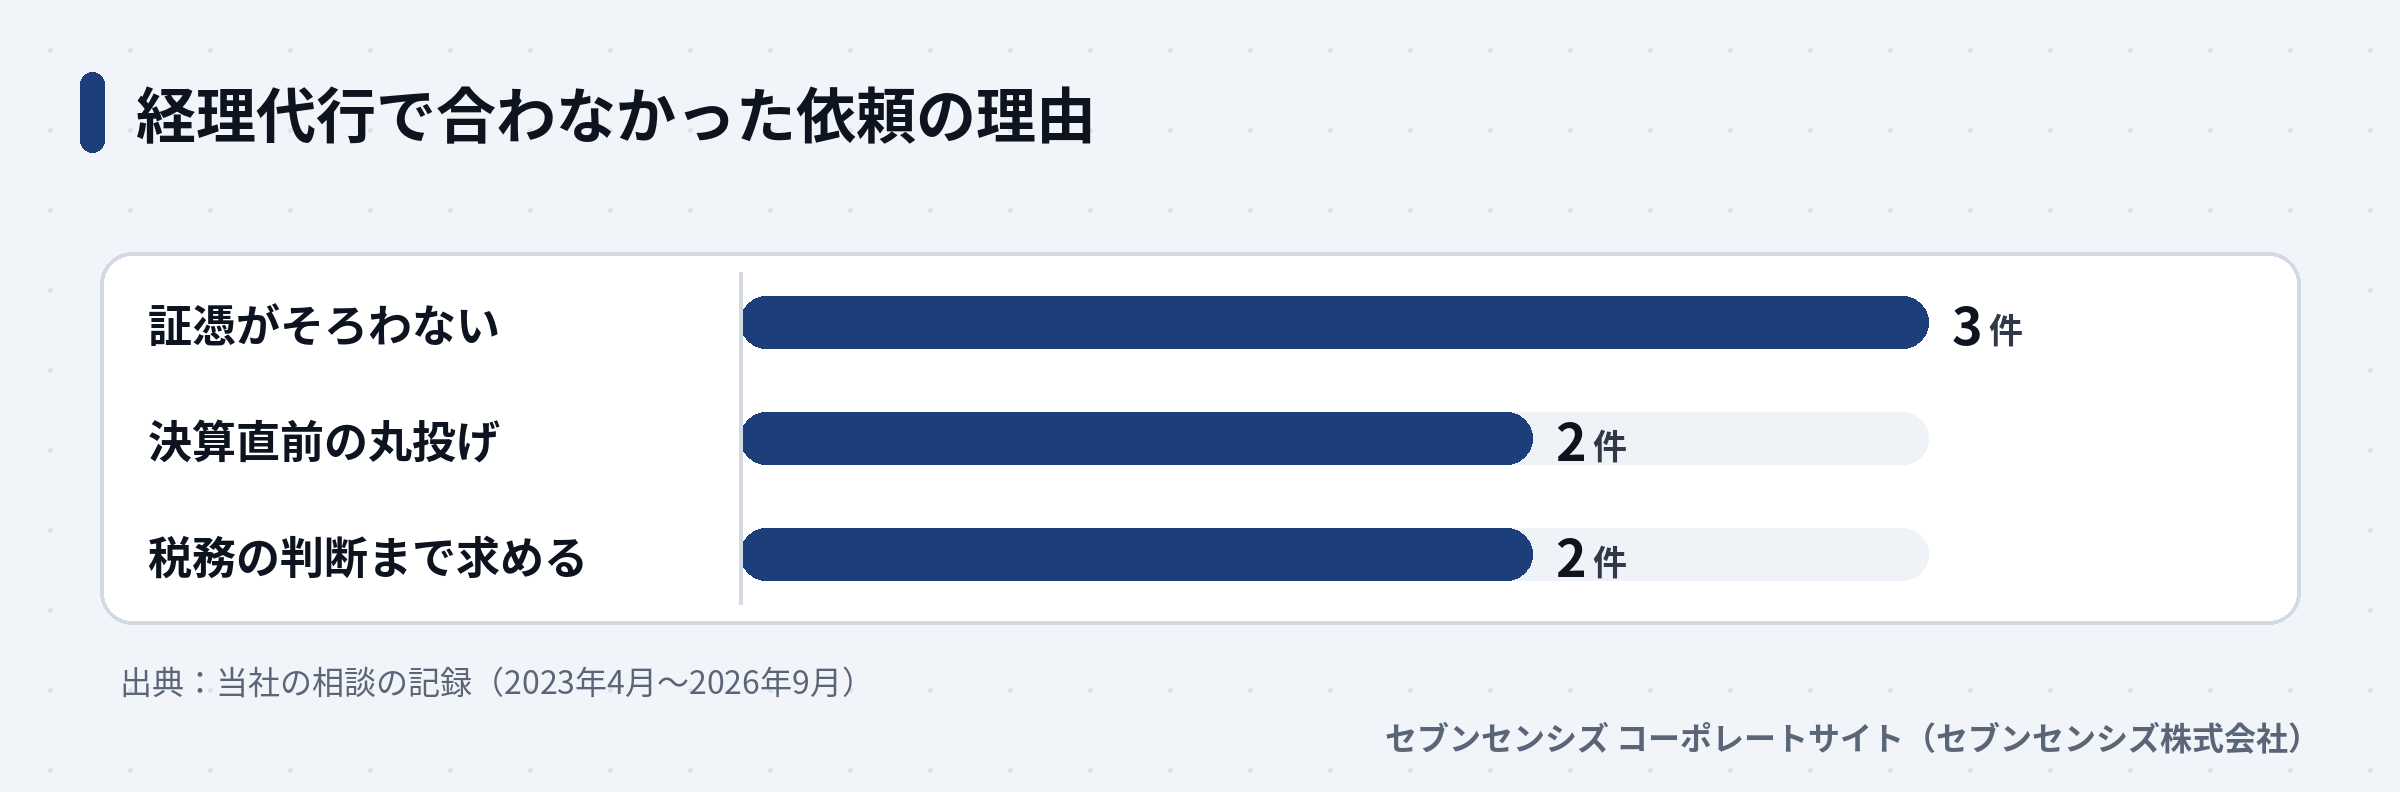 経理代行で合わなかった依頼の理由
証憑がそろわない 3件
決算直前の丸投げ 2件
税務の判断まで求める 2件
出典：当社の相談の記録（2023年4月〜2026年9月）
セブンセンシズ コーポレートサイト（セブンセンシズ株式会社）